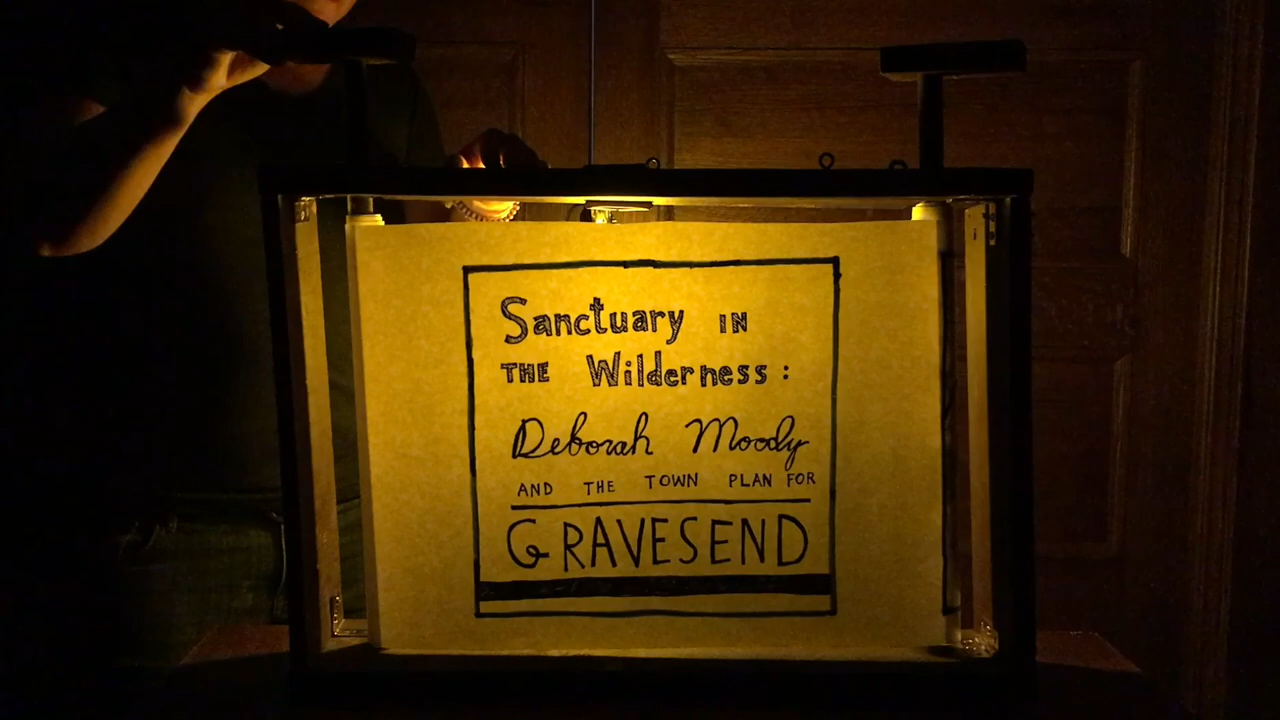 Sanctuary IN
THE Wilderness:
Deborah Moody
AND THE TOWN PLAN FOR
GRAVESEND